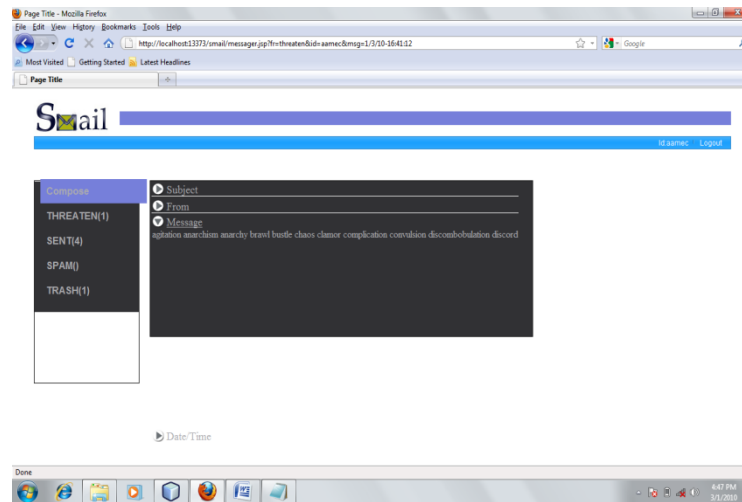 Page Title - Mozilla Firefox
File Edit View History Bookmarks Tools Help
http://localhost:13373/smail/messager.jsp?fr=threaten&id=aamec&msg=1/3/10-16:41:12
Google
Most Visited Getting Started Latest Headlines
Page Title
Smail
Id:aamec Logout
Compose
THREATEN(1)
SENT(4)
SPAM()
TRASH(1)
Subject
From
Message
agitation anarchism anarchy brawl bustle chaos clamor complication convulsion discombobulation discord
Date/Time
Done
4:47 PM
3/1/2010